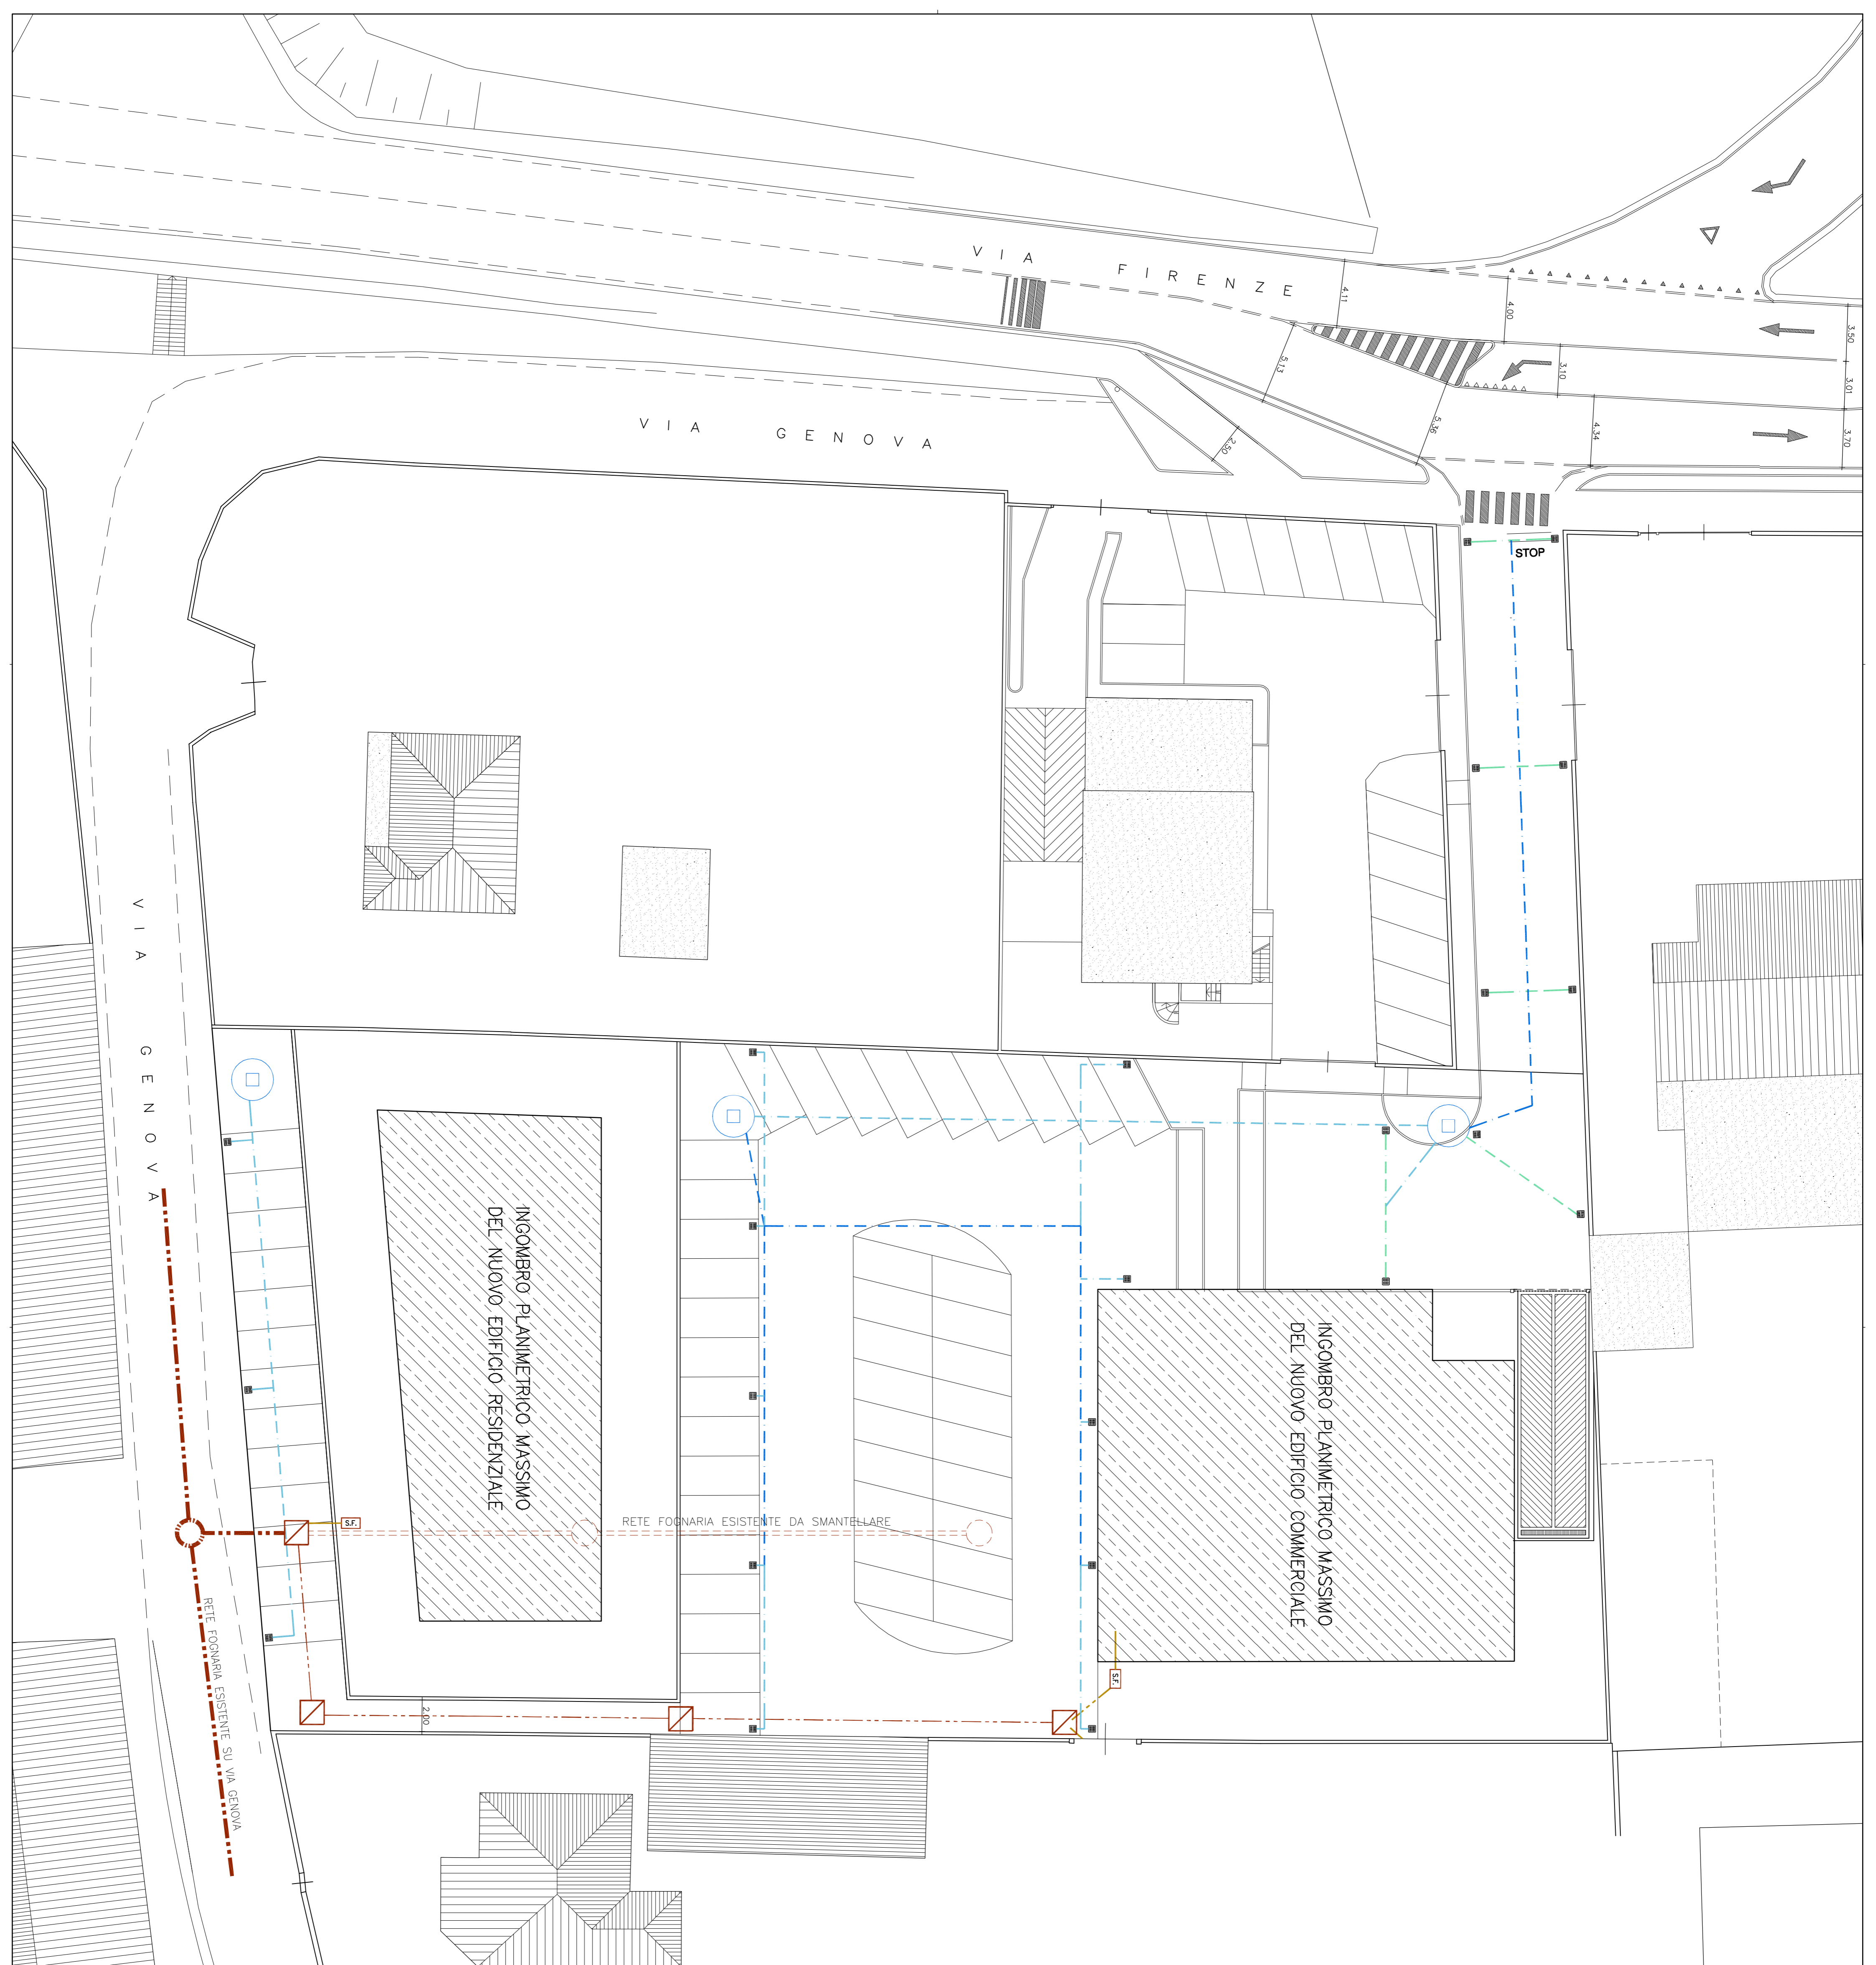 VIA FIRENZE
4.11
4.00
3.50
3.10
3.01
5.13
5.36
4.34
3.70
2.50
VIA GENOVA
STOP
VIA GENOVA
INGOMBRO PLANIMETRICO MASSIMO
DEL NUOVO EDIFICIO RESIDENZIALE
INGOMBRO PLANIMETRICO MASSIMO
DEL NUOVO EDIFICIO COMMERCIALE
S.F.
RETE FOGNARIA ESISTENTE DA SMANTELLARE
RETE FOGNARIA ESISTENTE SU VIA GENOVA
S.F.
2.00